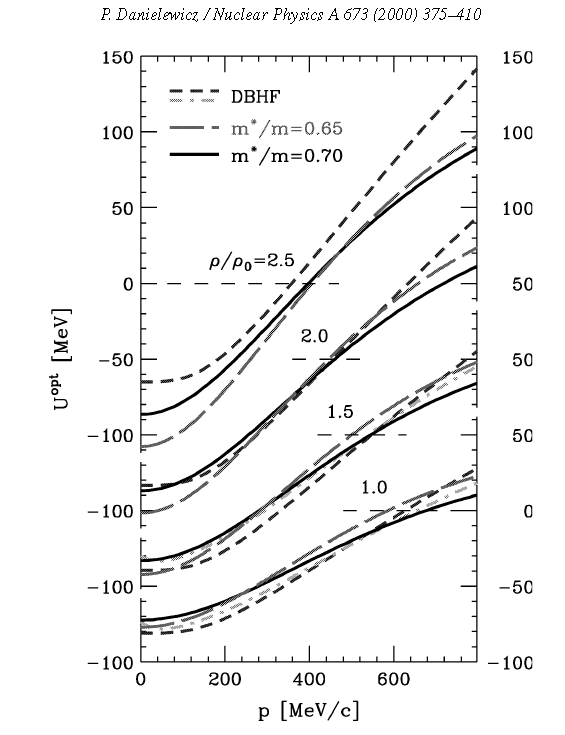 P. Danielewicz / Nuclear Physics A 673 (2000) 375–410
150 150
DBHF
m*/m=0.65
100 100
m*/m=0.70
50 100
ρ/ρ0=2.5
0 50
2.0
−50 50
1.5
−100 50
1.0
−100 0
−100 −50
−100 −100
0 200 400 600
p [MeV/c]
U^opt [MeV]